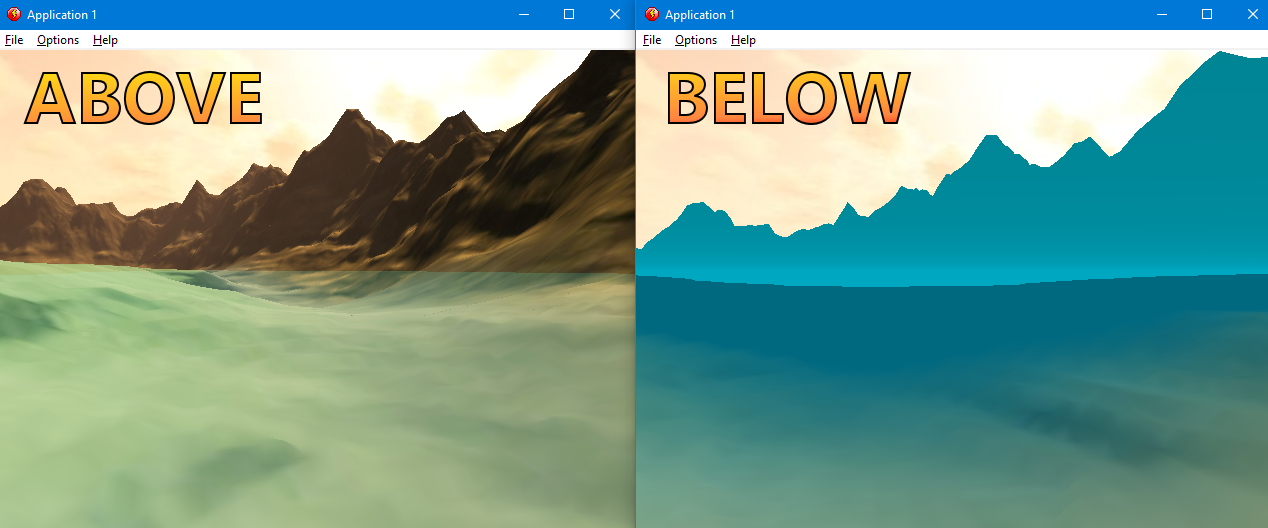 Application 1
File Options Help
ABOVE
Application 1
File Options Help
BELOW